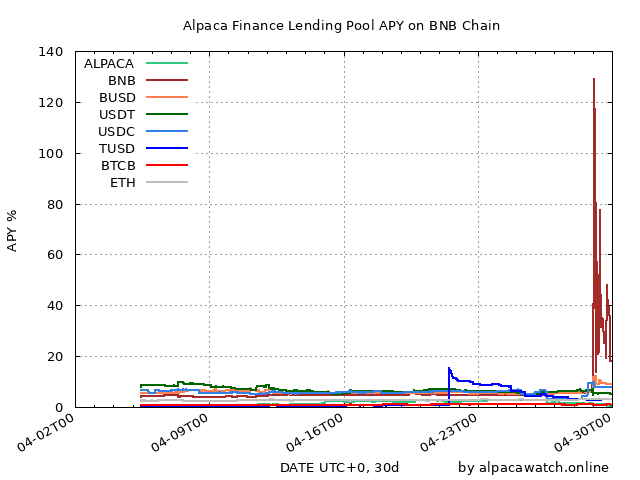 Alpaca Finance Lending Pool APY on BNB Chain
140
120
100
80
60
40
20
0
APY %
ALPACA
BNB
BUSD
USDT
USDC
TUSD
BTCB
ETH
04-02T00
04-09T00
04-16T00
04-23T00
04-30T00
DATE UTC+0, 30d
by alpacawatch.online